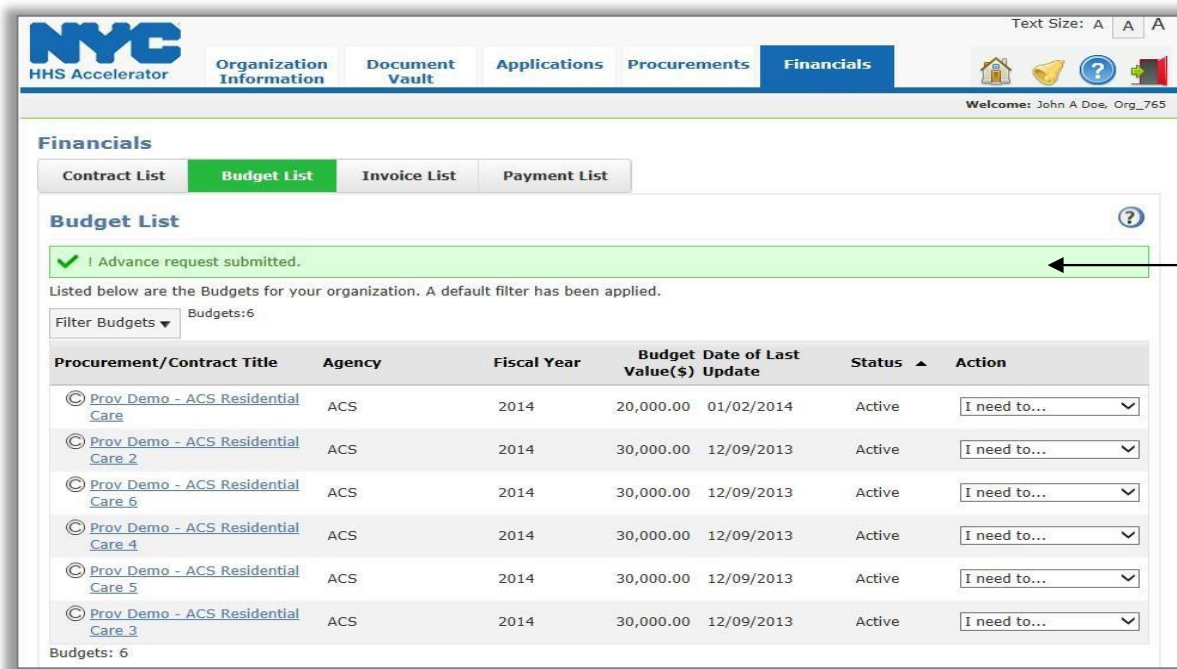 Text Size: A A A
NYC
HHS Accelerator
Organization Information
Document Vault
Applications
Procurements
Financials
?
Welcome: John A Doe, Org_765
Financials
Contract List Budget List Invoice List Payment List
Budget List ?
! Advance request submitted.
Listed below are the Budgets for your organization. A default filter has been applied.
Filter Budgets ▼ Budgets:6
Procurement/Contract Title Agency Fiscal Year Budget Value($) Date of Last Update Status ▲ Action
© Prov Demo - ACS Residential Care ACS 2014 20,000.00 01/02/2014 Active I need to...
© Prov Demo - ACS Residential Care 2 ACS 2014 30,000.00 12/09/2013 Active I need to...
© Prov Demo - ACS Residential Care 6 ACS 2014 30,000.00 12/09/2013 Active I need to...
© Prov Demo - ACS Residential Care 4 ACS 2014 30,000.00 12/09/2013 Active I need to...
© Prov Demo - ACS Residential Care 5 ACS 2014 30,000.00 12/09/2013 Active I need to...
© Prov Demo - ACS Residential Care 3 ACS 2014 30,000.00 12/09/2013 Active I need to...
Budgets: 6